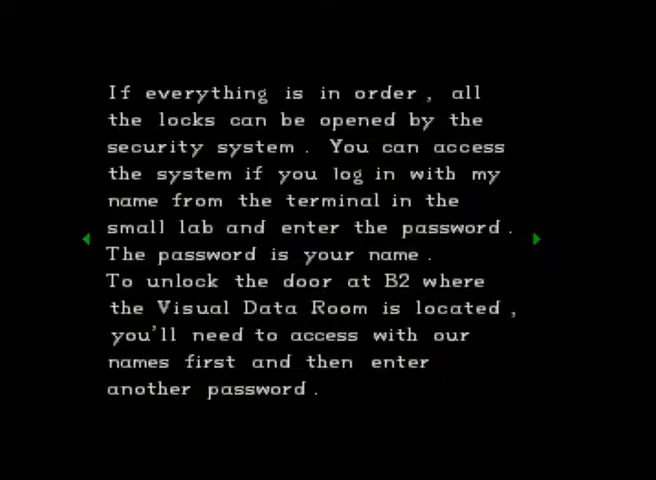 If everything is in order, all
the locks can be opened by the
security system. You can access
the system if you log in with my
name from the terminal in the
small lab and enter the password.
The password is your name.
To unlock the door at B2 where
the Visual Data Room is located,
you'll need to access with our
names first and then enter
another password.